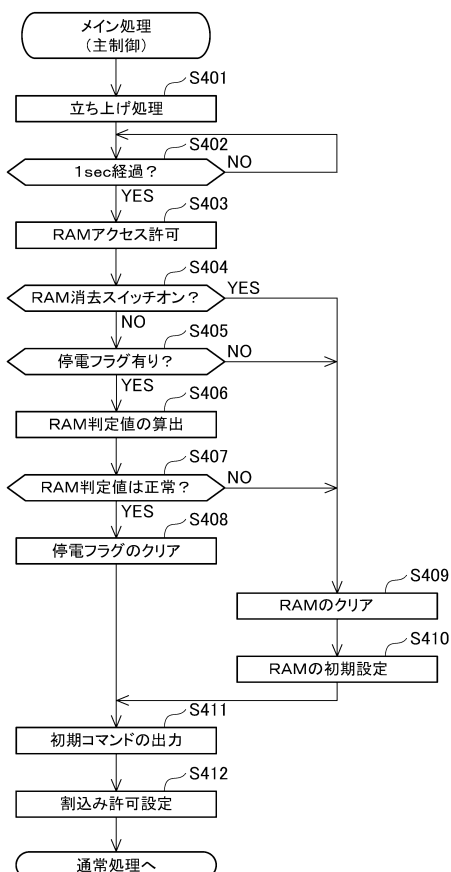 メイン処理
（主制御）
S401
立ち上げ処理
S402
1sec経過？
NO
YES
S403
RAMアクセス許可
S404
RAM消去スイッチオン？
YES
NO
S405
停電フラグ有り？
NO
YES
S406
RAM判定値の算出
S407
RAM判定値は正常？
NO
YES
S408
停電フラグのクリア
S409
RAMのクリア
S410
RAMの初期設定
S411
初期コマンドの出力
S412
割込み許可設定
通常処理へ